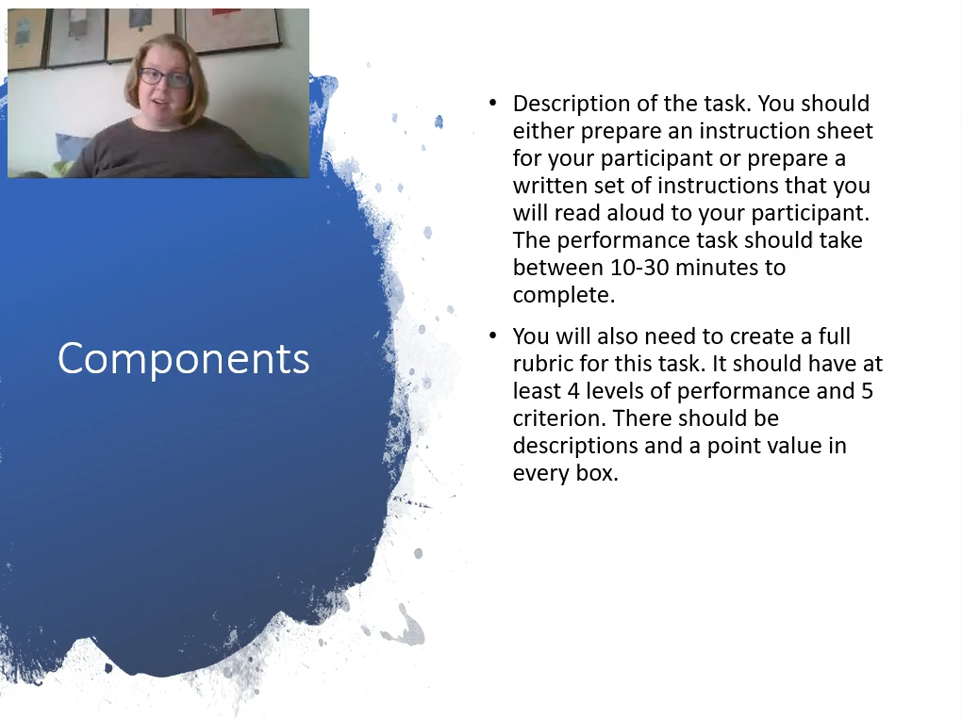 Components
• Description of the task. You should
either prepare an instruction sheet
for your participant or prepare a
written set of instructions that you
will read aloud to your participant.
The performance task should take
between 10-30 minutes to
complete.
• You will also need to create a full
rubric for this task. It should have at
least 4 levels of performance and 5
criterion. There should be
descriptions and a point value in
every box.